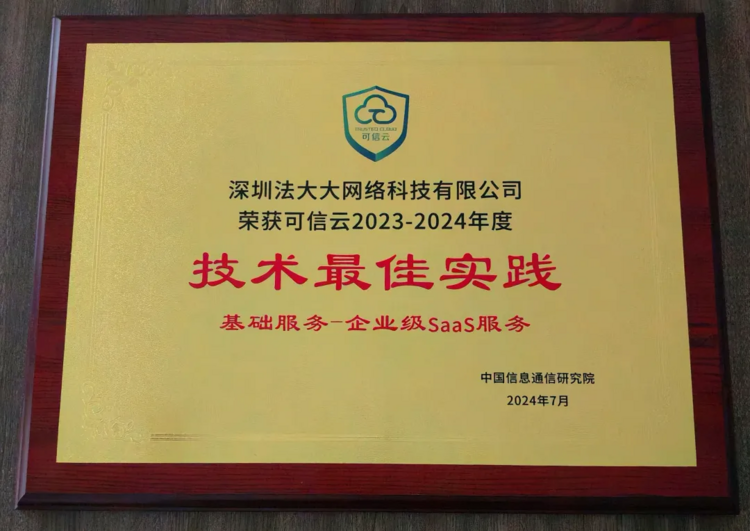 可信云
深圳法大大网络科技有限公司
荣获可信云2023-2024年度
技术最佳实践
基础服务-企业级SaaS服务
中国信息通信研究院
2024年7月